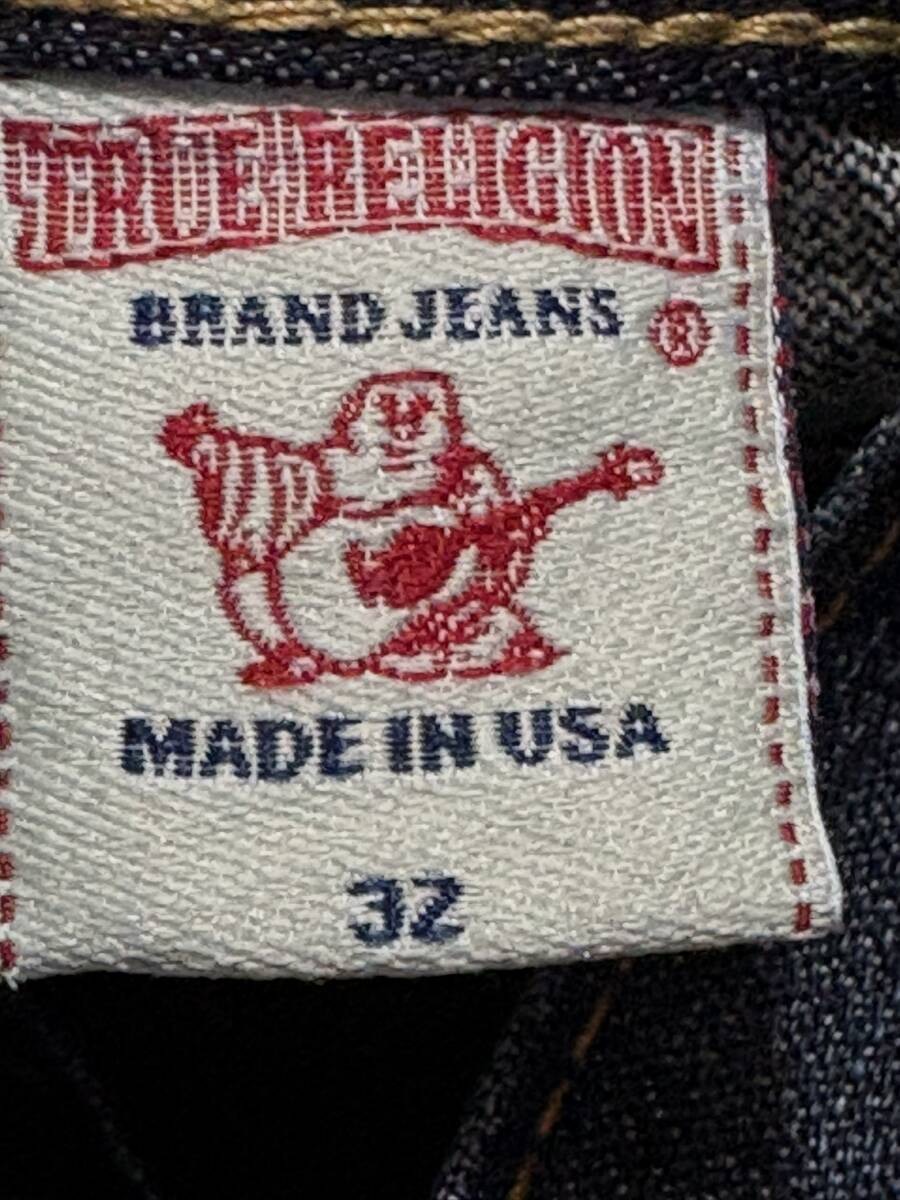 TRUE RELIGION
BRAND JEANS ®
MADE IN USA
32